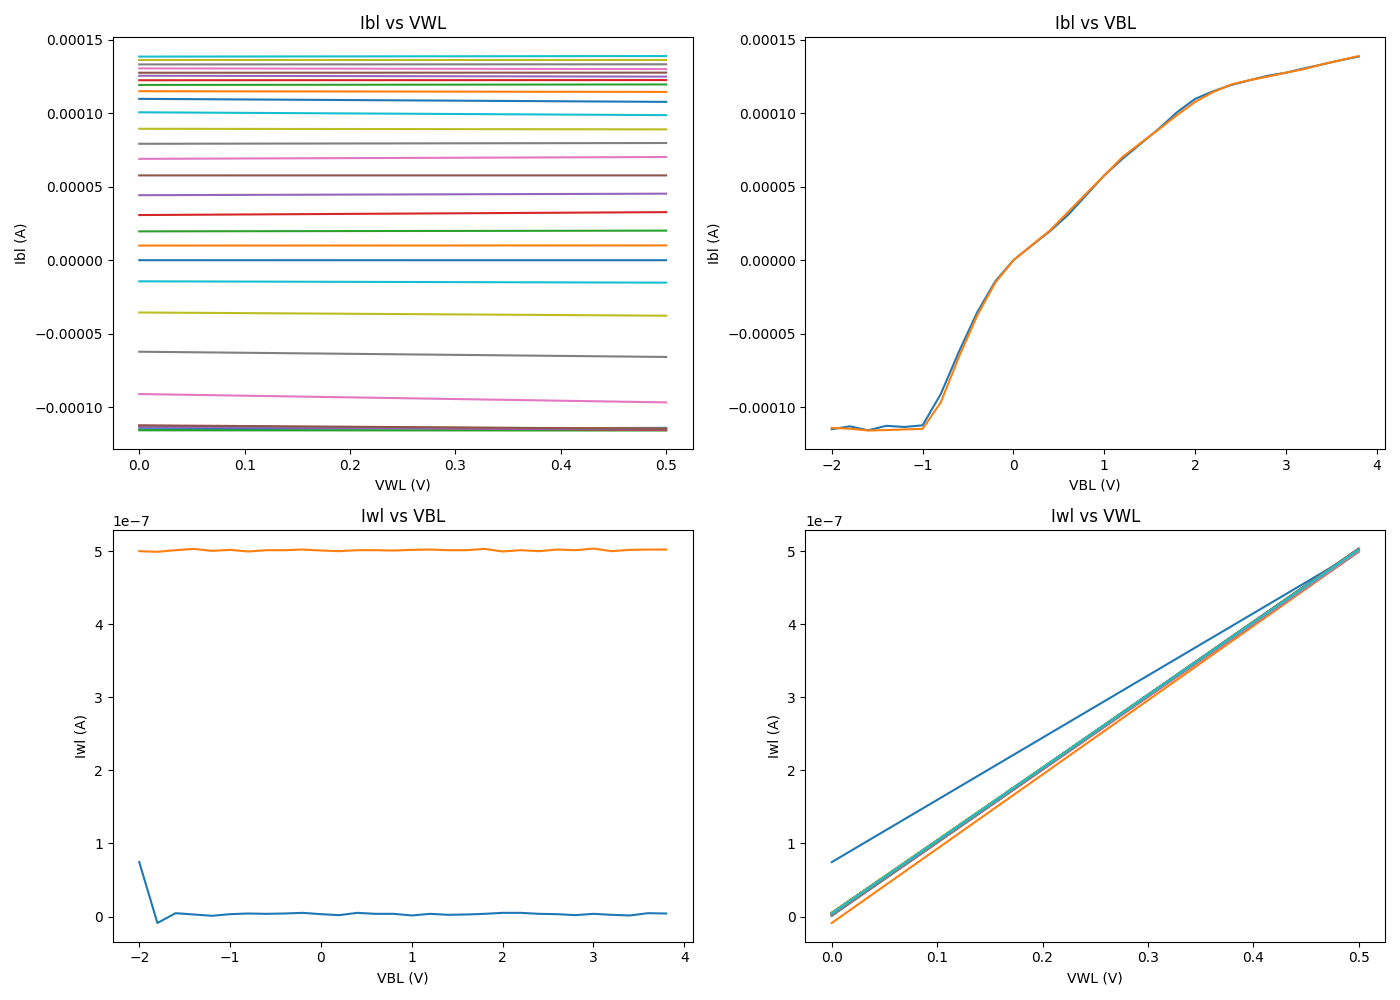 Ibl vs VWL
Ibl (A)
0.00015
0.00010
0.00005
0.00000
−0.00005
−0.00010
0.0 0.1 0.2 0.3 0.4 0.5
VWL (V)
Ibl vs VBL
Ibl (A)
0.00015
0.00010
0.00005
0.00000
−0.00005
−0.00010
−2 −1 0 1 2 3 4
VBL (V)
Iwl vs VBL
1e−7
Iwl (A)
5
4
3
2
1
0
−2 −1 0 1 2 3 4
VBL (V)
Iwl vs VWL
1e−7
Iwl (A)
5
4
3
2
1
0
0.0 0.1 0.2 0.3 0.4 0.5
VWL (V)